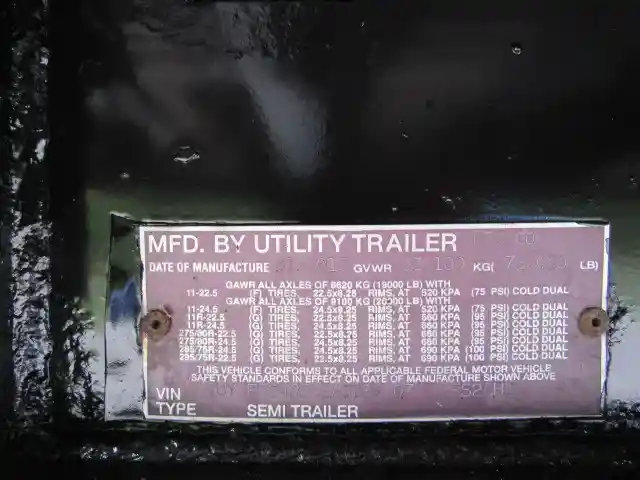 MFD. BY UTILITY TRAILER CO
DATE OF MANUFACTURE GVWR KG( LB)
GAWR ALL AXLES OF 8620 KG (19000 LB) WITH
11-22.5 (F) TIRES, 22.5x8.25 RIMS, AT 520 KPA (75 PSI) COLD DUAL
GAWR ALL AXLES OF 9100 KG (20000 LB) WITH
11-24.5 (F) TIRES, 24.5x8.25 RIMS, AT 520 KPA (75 PSI) COLD DUAL
11R-22.5 (G) TIRES, 22.5x8.25 RIMS, AT 660 KPA (95 PSI) COLD DUAL
11R-24.5 (G) TIRES, 24.5x8.25 RIMS, AT 660 KPA (95 PSI) COLD DUAL
275/80R-22.5 (G) TIRES, 22.5x8.25 RIMS, AT 660 KPA (95 PSI) COLD DUAL
275/80R-24.5 (G) TIRES, 24.5x8.25 RIMS, AT 660 KPA (95 PSI) COLD DUAL
285/75R-24.5 (G) TIRES, 24.5x8.25 RIMS, AT 660 KPA (95 PSI) COLD DUAL
295/75R-22.5 (G) TIRES, 22.5x8.25 RIMS, AT 690 KPA (100 PSI) COLD DUAL
THIS VEHICLE CONFORMS TO ALL APPLICABLE FEDERAL MOTOR VEHICLE
SAFETY STANDARDS IN EFFECT ON DATE OF MANUFACTURE SHOWN ABOVE
VIN
TYPE SEMI TRAILER